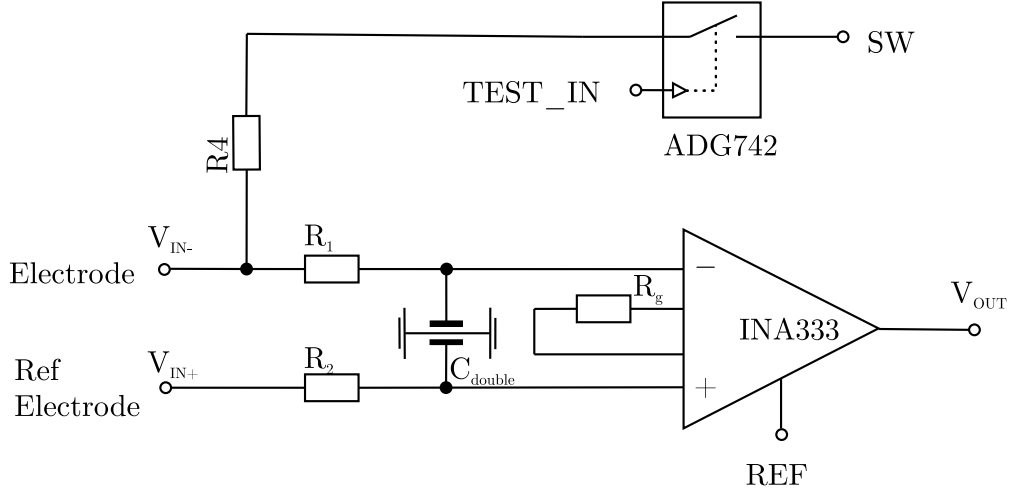 SW
TEST_IN
ADG742
R4
V_IN-
R_1
Electrode
R_g
V_OUT
−
INA333
V_IN+
R_2
C_double
Ref
Electrode
+
REF